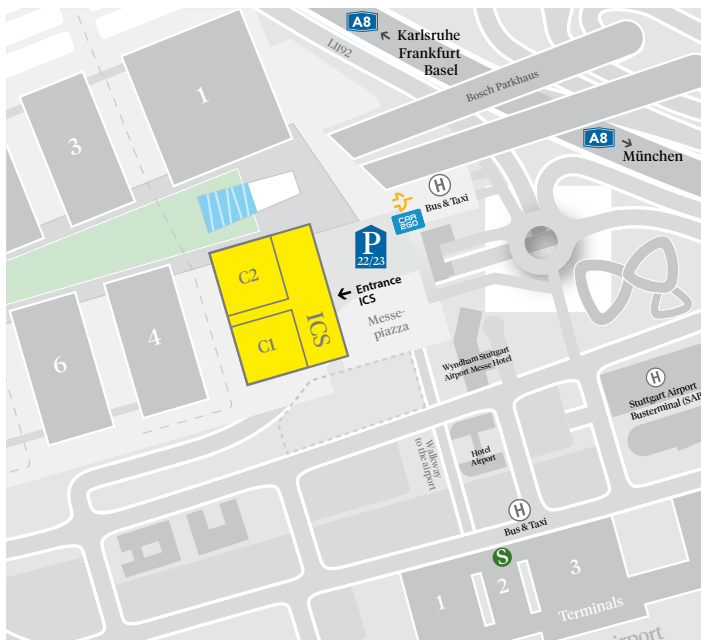 A8
Karlsruhe
Frankfurt
Basel
L1192
Bosch Parkhaus
1
3
A8
München
H
Bus & Taxi
CAR
2GO
P
22/23
C2
Entrance
ICS
ICS
C1
Messe-
piazza
4
6
Wyndham Stuttgart
Airport Messe Hotel
H
Stuttgart Airport
Busterminal (SAB
Walkway
to the airport
Hotel
Airport
H
Bus & Taxi
S
1
2
3
Terminals
irport